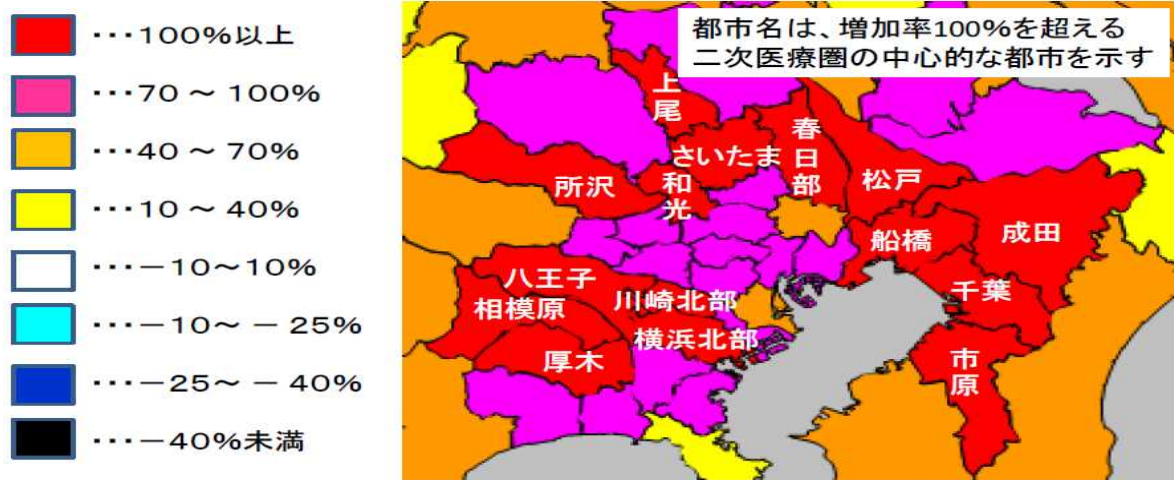 ···100%以上
···70 ~ 100%
···40 ~ 70%
···10 ~ 40%
···−10~10%
···−10~ − 25%
···−25~ − 40%
···−40%未満
都市名は、増加率100%を超える
二次医療圏の中心的な都市を示す
上尾
さいたま
春日部
和光
所沢
松戸
船橋
成田
千葉
市原
八王子
相模原
川崎北部
横浜北部
厚木